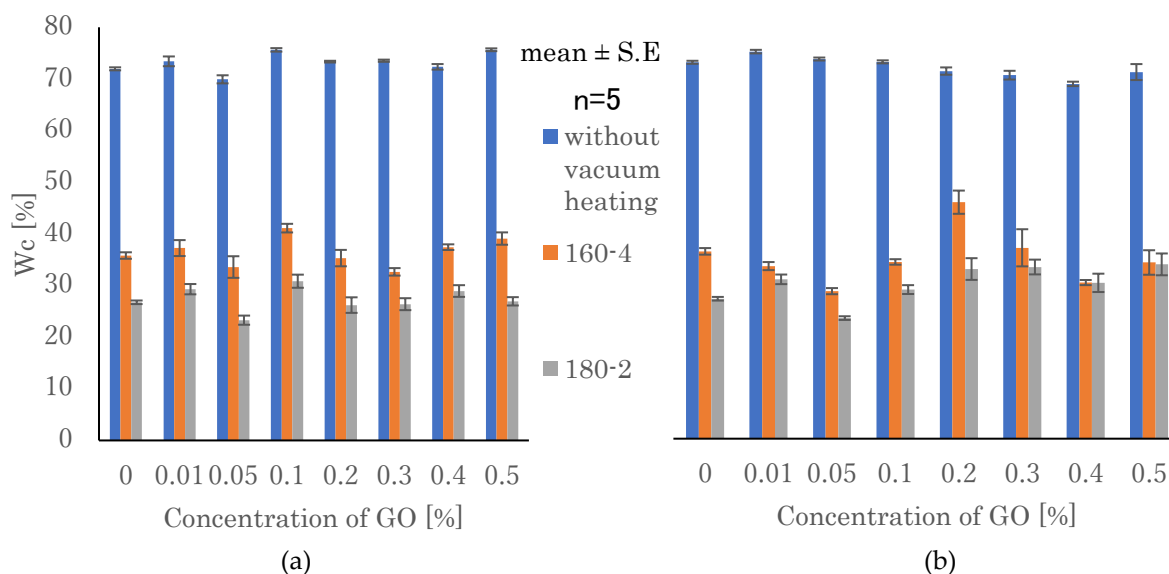 80
70
60
50
40
30
20
10
0
Wc [%]
0 0.01 0.05 0.1 0.2 0.3 0.4 0.5
Concentration of GO [%]
(a)
mean ± S.E
n=5
without
vacuum
heating
160-4
180-2
0 0.01 0.05 0.1 0.2 0.3 0.4 0.5
Concentration of GO [%]
(b)